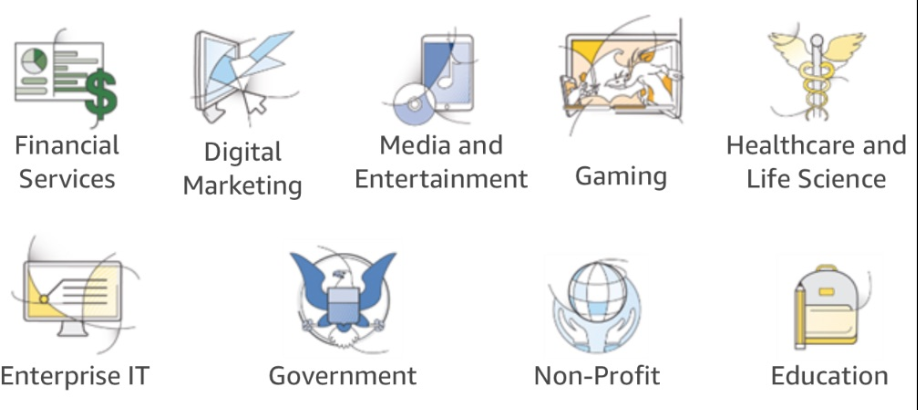 Financial
Services
Digital
Marketing
Media and
Entertainment
Gaming
Healthcare and
Life Science
Enterprise IT
Government
Non-Profit
Education